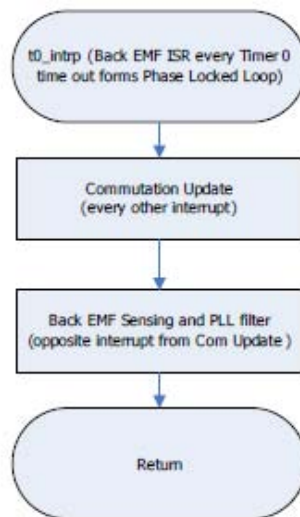 t0_intrp (Back EMF ISR every Timer 0
time out forms Phase Locked Loop)
Commutation Update
(every other interrupt)
Back EMF Sensing and PLL filter
(opposite interrupt from Com Update )
Return